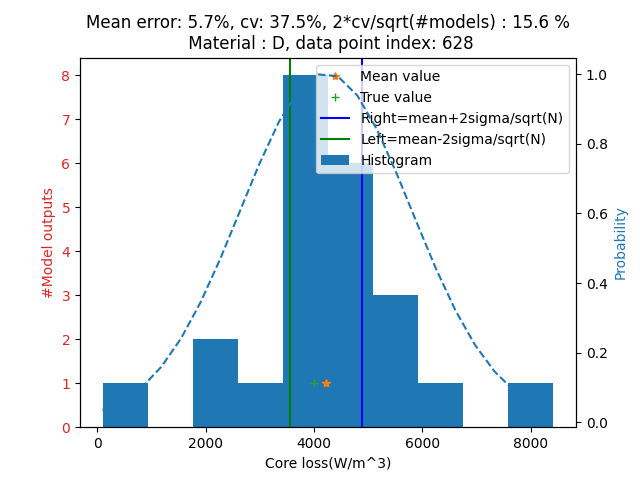 Mean error: 5.7%, cv: 37.5%, 2*cv/sqrt(#models) : 15.6 %
Material : D, data point index: 628
Mean value
True value
Right=mean+2sigma/sqrt(N)
Left=mean-2sigma/sqrt(N)
Histogram
#Model outputs
8
7
6
5
4
3
2
1
0
1.0
0.8
0.6
0.4
0.2
0.0
Probability
0 2000 4000 6000 8000
Core loss(W/m^3)